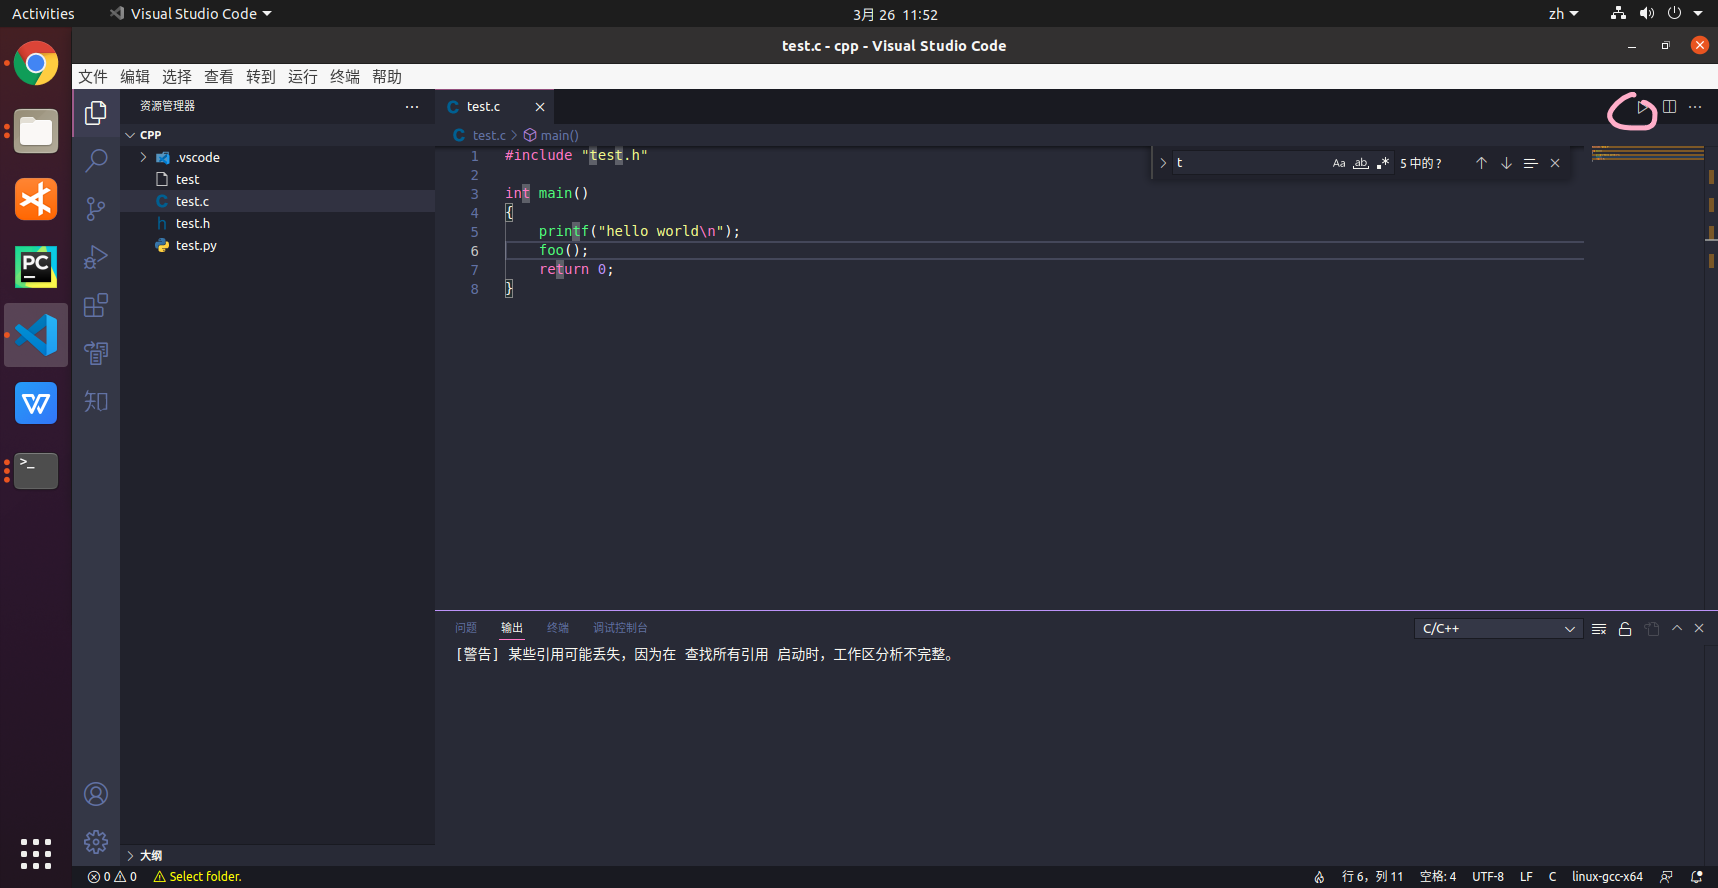 Activities
Visual Studio Code
3月 26 11:52
zh
test.c - cpp - Visual Studio Code
文件 编辑 选择 查看 转到 运行 终端 帮助
资源管理器
CPP
.vscode
test
test.c
test.h
test.py
大纲
test.c
test.c > main()
1 #include "test.h"
2
3 int main()
4 {
5 printf("hello world\n");
6 foo();
7 return 0;
8 }
t
Aa ab
5 中的 ?
PC
W
>_
知
问题 输出 终端 调试控制台
C/C++
[警告] 某些引用可能丢失，因为在 查找所有引用 启动时，工作区分析不完整。
0 0 Select folder.
行 6，列 11 空格: 4 UTF-8 LF C linux-gcc-x64